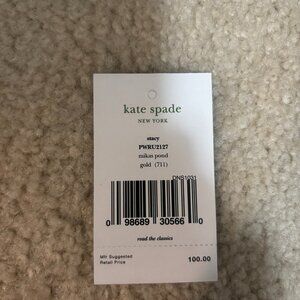 kate spade
NEW YORK
stacy
PWRU2127
mikas pond
gold (711)
DNS1031
0 98689 30566 0
read the classics
Mfr Suggested
Retail Price 100.00